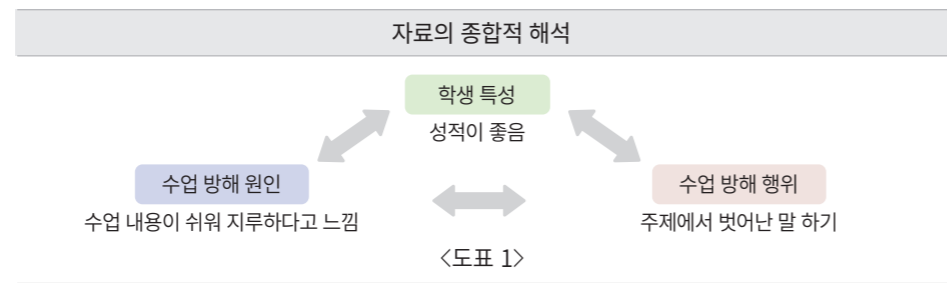 자료의 종합적 해석
학생 특성
성적이 좋음
수업 방해 원인
수업 내용이 쉬워 지루하다고 느낌
수업 방해 행위
주제에서 벗어난 말 하기
〈도표 1〉